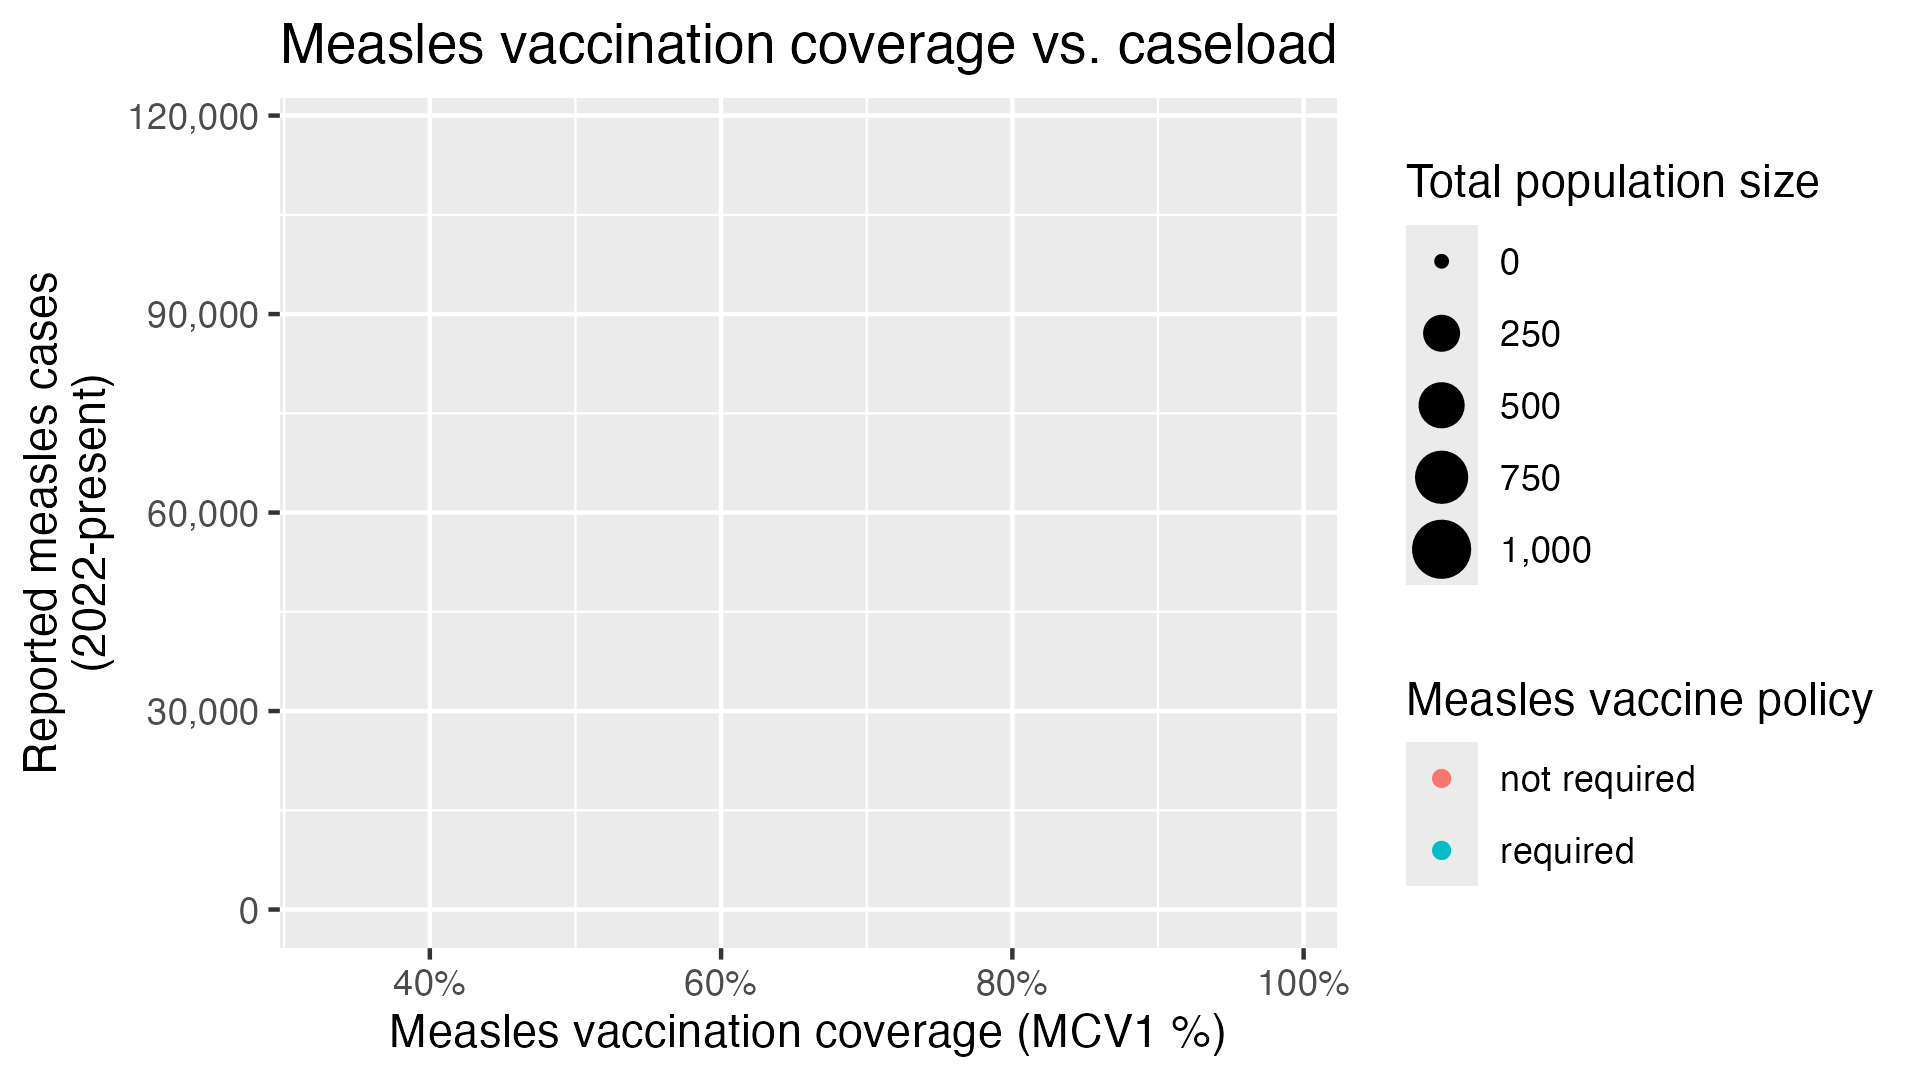 Measles vaccination coverage vs. caseload
Reported measles cases
(2022-present)
120,000
90,000
60,000
30,000
0
40%
60%
80%
100%
Measles vaccination coverage (MCV1 %)
Total population size
0
250
500
750
1,000
Measles vaccine policy
not required
required